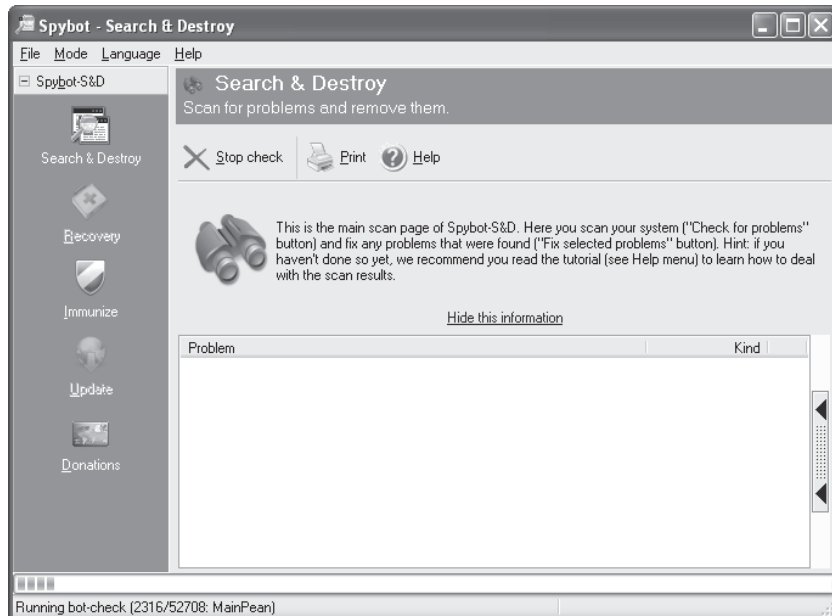 Spybot - Search & Destroy
File Mode Language Help
Spybot-S&D
Search & Destroy
Recovery
Immunize
Update
Donations
Search & Destroy
Scan for problems and remove them.
Stop check Print Help
This is the main scan page of Spybot-S&D. Here you scan your system ("Check for problems"
button) and fix any problems that were found ("Fix selected problems" button). Hint: if you
haven't done so yet, we recommend you read the tutorial (see Help menu) to learn how to deal
with the scan results.
Hide this information
Problem Kind
Running bot-check (2316/52708: MainPean)